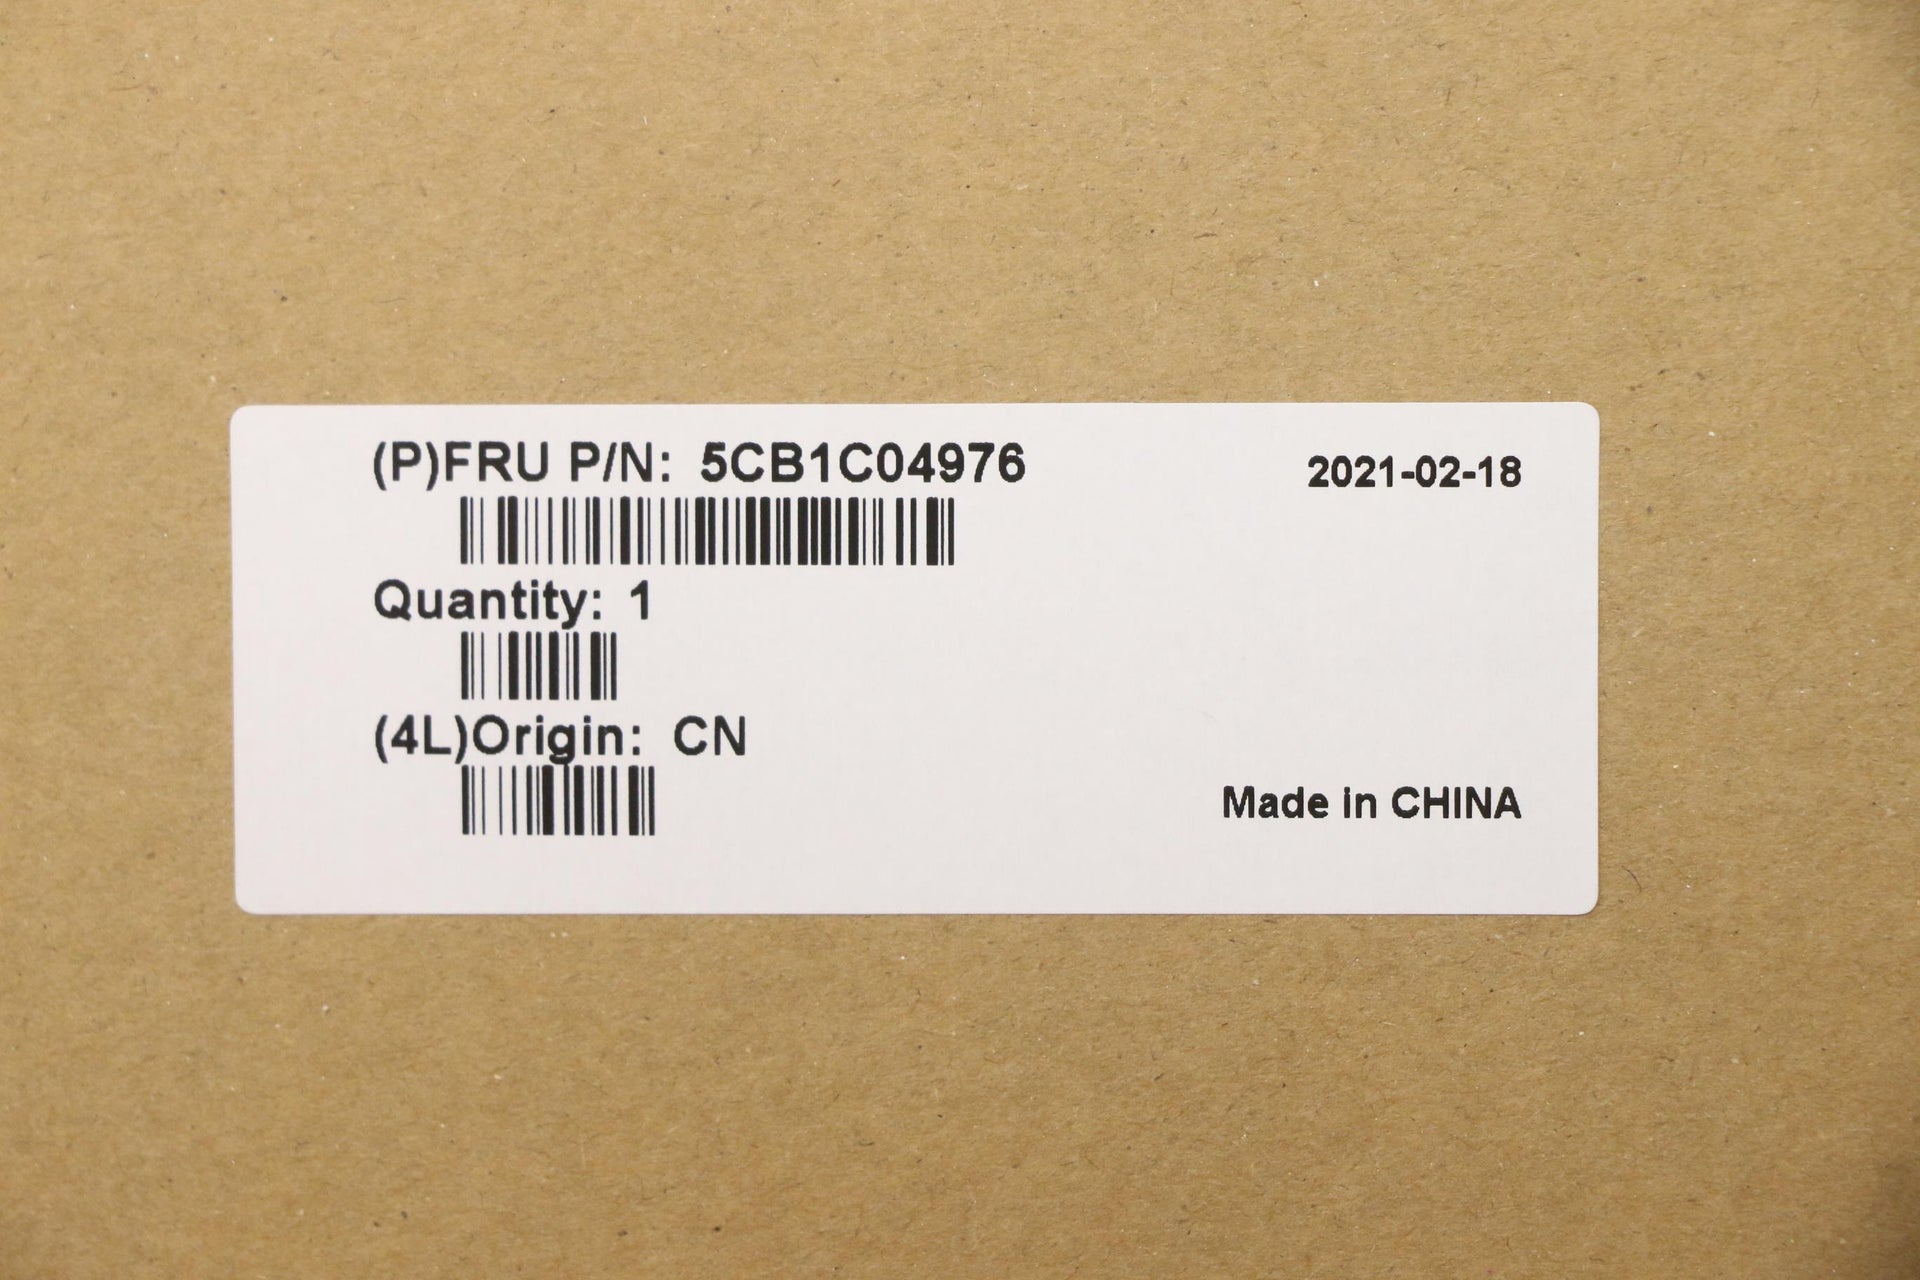 (P)FRU P/N: 5CB1C04976
2021-02-18
Quantity: 1
(4L)Origin: CN
Made in CHINA